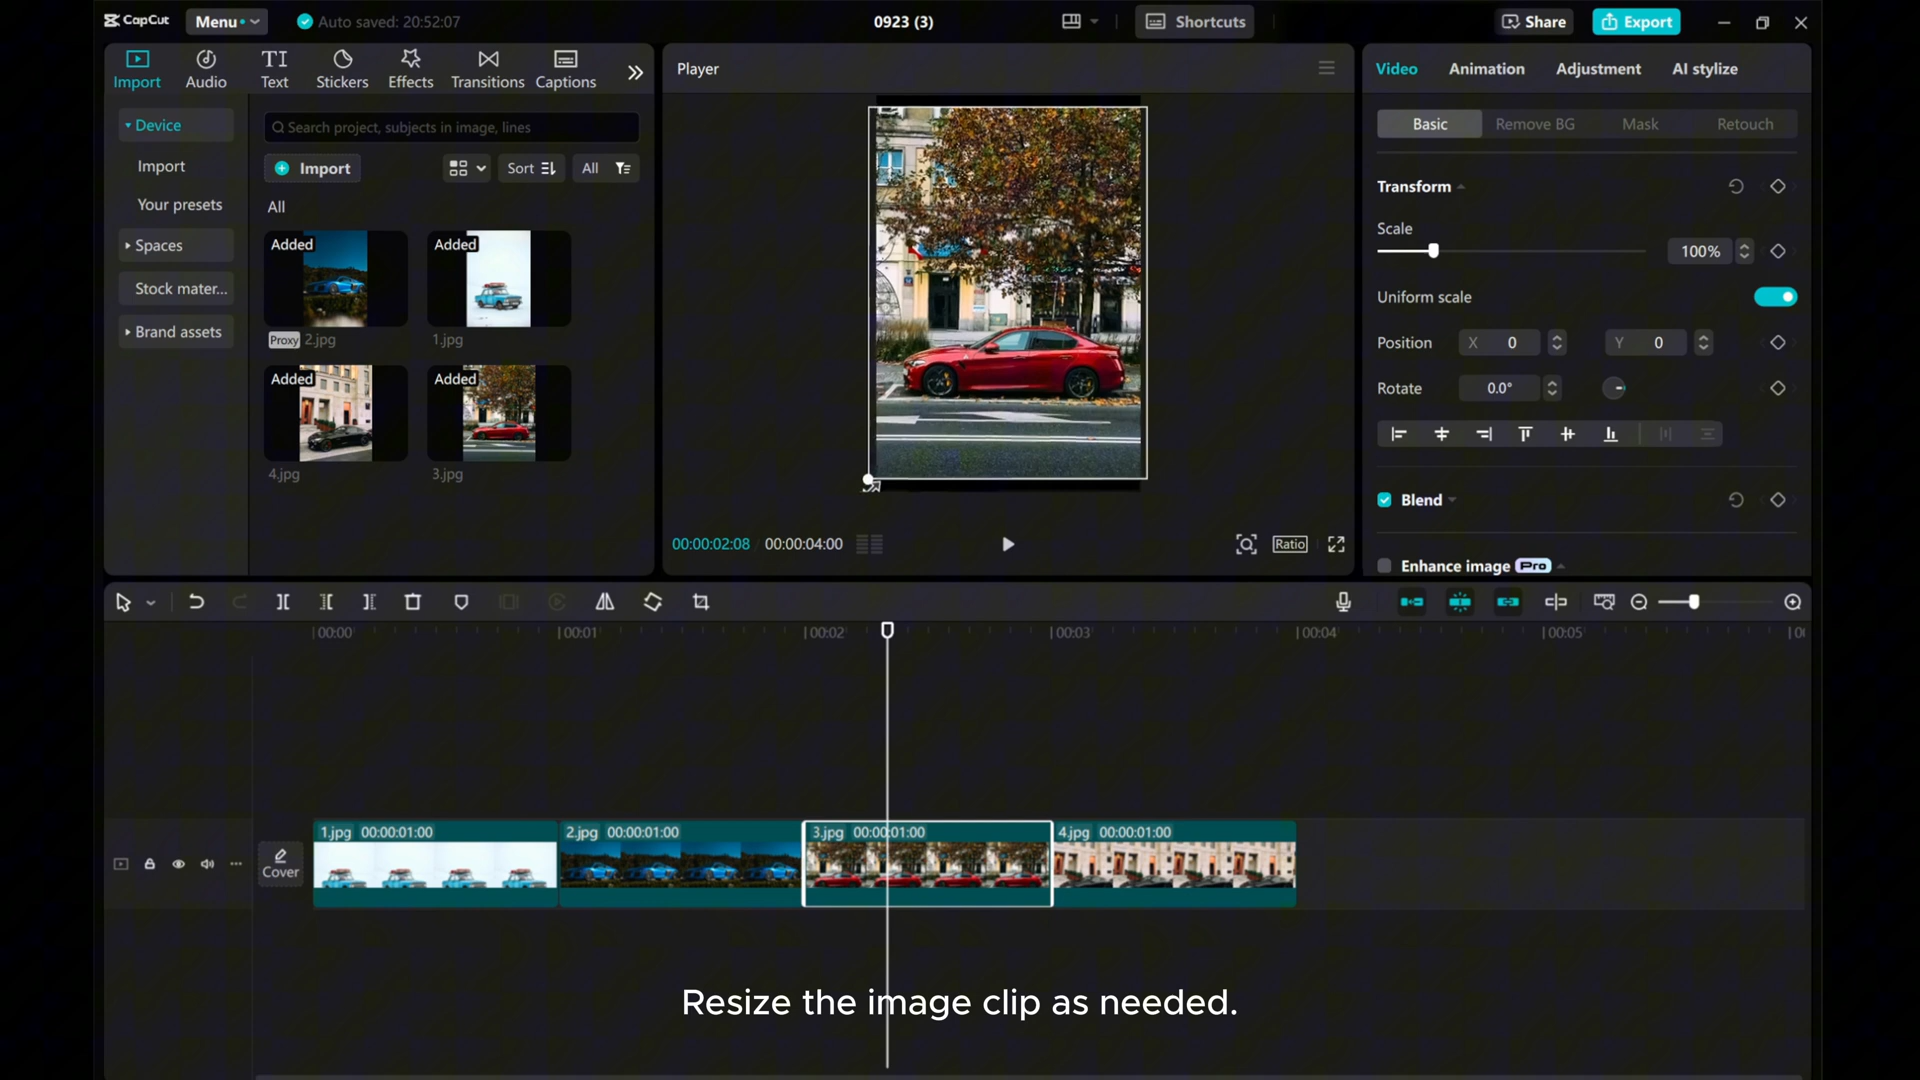 CapCut
Menu
Auto saved: 20:52:07
0923 (3)
Shortcuts
Share
Export
Import
Audio
TI
Text
Stickers
Effects
Transitions
Captions
Device
Import
Your presets
Spaces
Stock mater...
Brand assets
Search project, subjects in image, lines
Import
Sort
All
All
Added
Added
Proxy 2.jpg
1.jpg
Added
Added
4.jpg
3.jpg
Player
00:00:02:08 00:00:04:00
Ratio
Video
Animation
Adjustment
AI stylize
Basic
Remove BG
Mask
Retouch
Transform
Scale
100%
Uniform scale
Position X 0 Y 0
Rotate 0.0°
Blend
Enhance image Pro
00:00 00:01 00:02 00:03 00:04 00:05
Cover
1.jpg 00:00:01:00
2.jpg 00:00:01:00
3.jpg 00:00:01:00
4.jpg 00:00:01:00
Resize the image clip as needed.